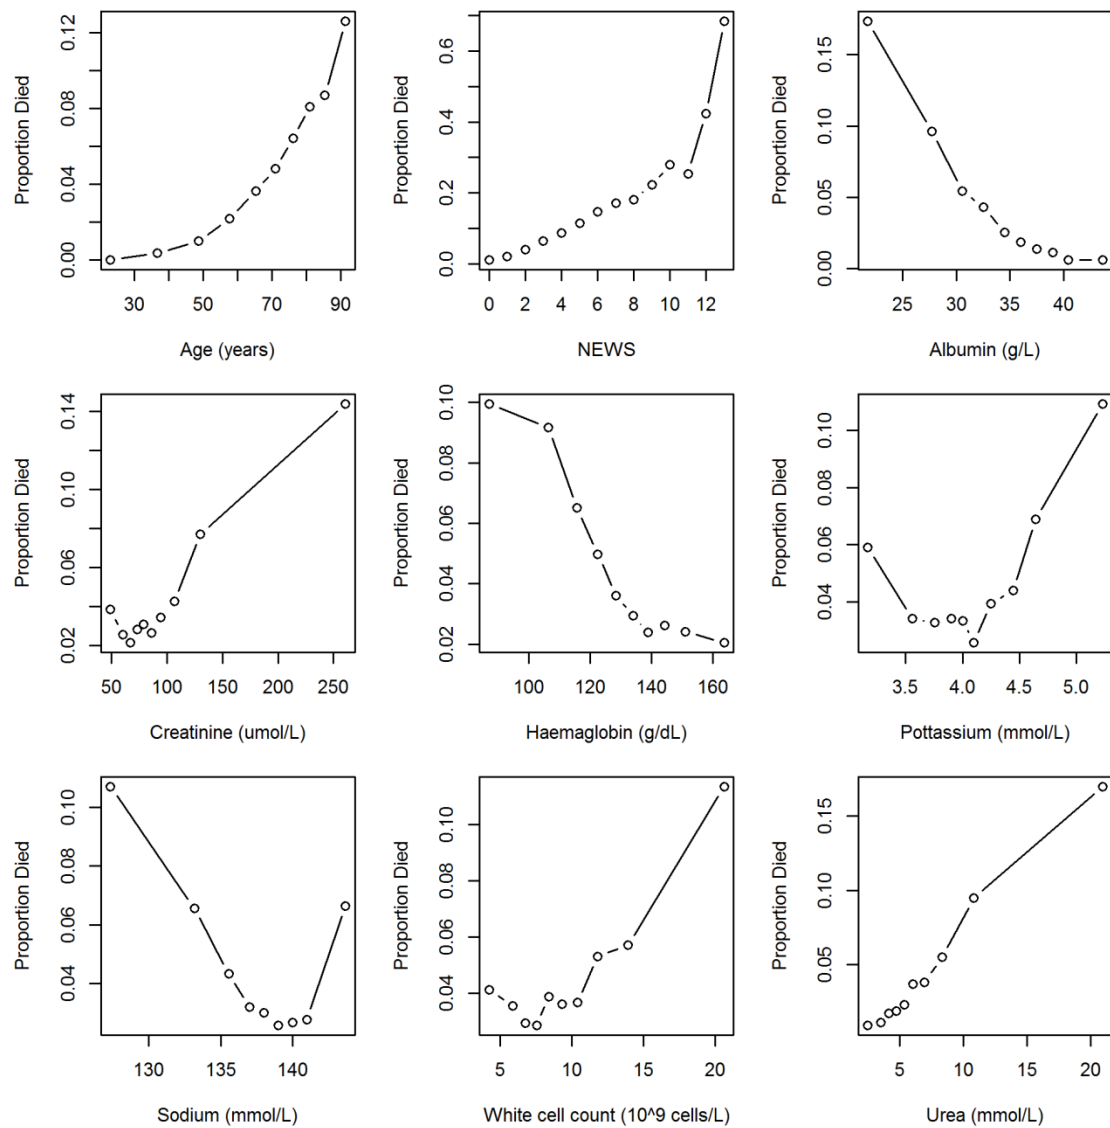 Proportion Died
0.00 0.04 0.08 0.12
30 50 70 90
Age (years)
Proportion Died
0.0 0.2 0.4 0.6
0 2 4 6 8 10 12
NEWS
Proportion Died
0.00 0.05 0.10 0.15
25 30 35 40
Albumin (g/L)
Proportion Died
0.02 0.06 0.10 0.14
50 100 150 200 250
Creatinine (umol/L)
Proportion Died
0.02 0.04 0.06 0.08 0.10
100 120 140 160
Haemaglobin (g/dL)
Proportion Died
0.04 0.06 0.08 0.10
3.5 4.0 4.5 5.0
Pottassium (mmol/L)
Proportion Died
0.04 0.06 0.08 0.10
130 135 140
Sodium (mmol/L)
Proportion Died
0.04 0.06 0.08 0.10
5 10 15 20
White cell count (10^9 cells/L)
Proportion Died
0.05 0.10 0.15
5 10 15 20
Urea (mmol/L)